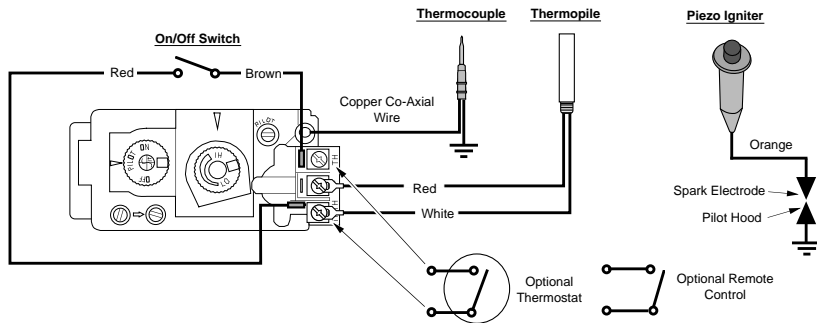 Thermocouple
Thermopile
Piezo Igniter
On/Off Switch
Red
Brown
Copper Co-Axial
Wire
Orange
PILOT
ON
PILOT
OFF
HI
LO
TH
Red
White
Spark Electrode
Pilot Hood
Optional
Thermostat
Optional Remote
Control